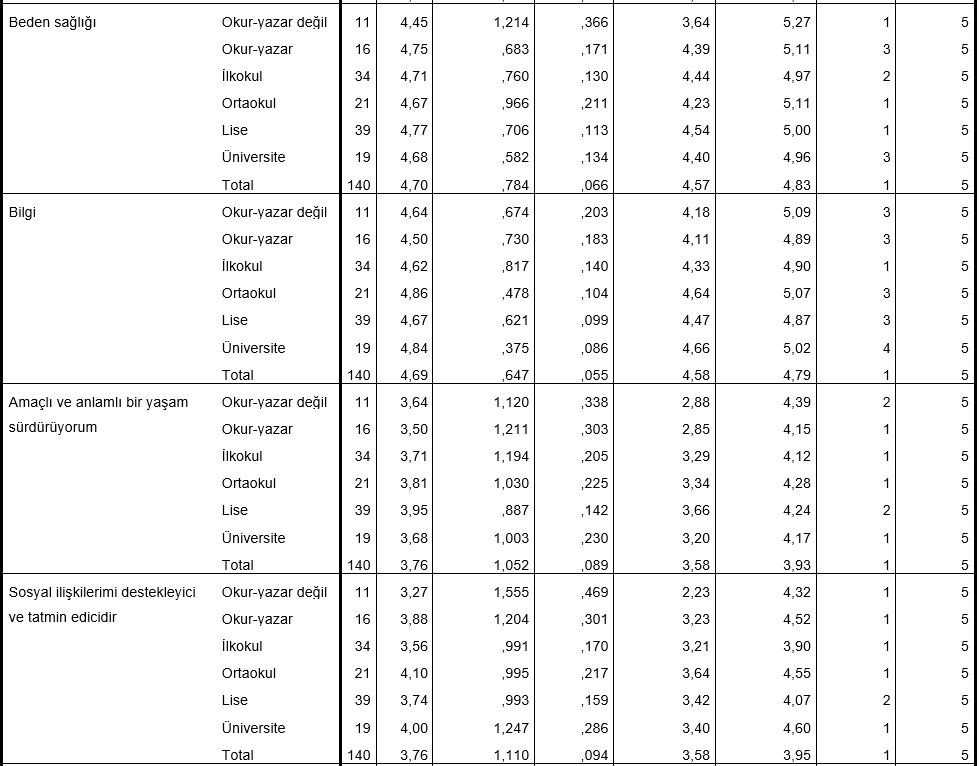 Beden sağlığı Okur-yazar değil 11 4,45 1,214 ,366 3,64 5,27 1 5
Okur-yazar 16 4,75 ,683 ,171 4,39 5,11 3 5
İlkokul 34 4,71 ,760 ,130 4,44 4,97 2 5
Ortaokul 21 4,67 ,966 ,211 4,23 5,11 1 5
Lise 39 4,77 ,706 ,113 4,54 5,00 1 5
Üniversite 19 4,68 ,582 ,134 4,40 4,96 3 5
Total 140 4,70 ,784 ,066 4,57 4,83 1 5
Bilgi Okur-yazar değil 11 4,64 ,674 ,203 4,18 5,09 3 5
Okur-yazar 16 4,50 ,730 ,183 4,11 4,89 3 5
İlkokul 34 4,62 ,817 ,140 4,33 4,90 1 5
Ortaokul 21 4,86 ,478 ,104 4,64 5,07 3 5
Lise 39 4,67 ,621 ,099 4,47 4,87 3 5
Üniversite 19 4,84 ,375 ,086 4,66 5,02 4 5
Total 140 4,69 ,647 ,055 4,58 4,79 1 5
Amaçlı ve anlamlı bir yaşam Okur-yazar değil 11 3,64 1,120 ,338 2,88 4,39 2 5
sürdürüyorum Okur-yazar 16 3,50 1,211 ,303 2,85 4,15 1 5
İlkokul 34 3,71 1,194 ,205 3,29 4,12 1 5
Ortaokul 21 3,81 1,030 ,225 3,34 4,28 1 5
Lise 39 3,95 ,887 ,142 3,66 4,24 2 5
Üniversite 19 3,68 1,003 ,230 3,20 4,17 1 5
Total 140 3,76 1,052 ,089 3,58 3,93 1 5
Sosyal ilişkilerimi destekleyici Okur-yazar değil 11 3,27 1,555 ,469 2,23 4,32 1 5
ve tatmin edicidir Okur-yazar 16 3,88 1,204 ,301 3,23 4,52 1 5
İlkokul 34 3,56 ,991 ,170 3,21 3,90 1 5
Ortaokul 21 4,10 ,995 ,217 3,64 4,55 1 5
Lise 39 3,74 ,993 ,159 3,42 4,07 2 5
Üniversite 19 4,00 1,247 ,286 3,40 4,60 1 5
Total 140 3,76 1,110 ,094 3,58 3,95 1 5